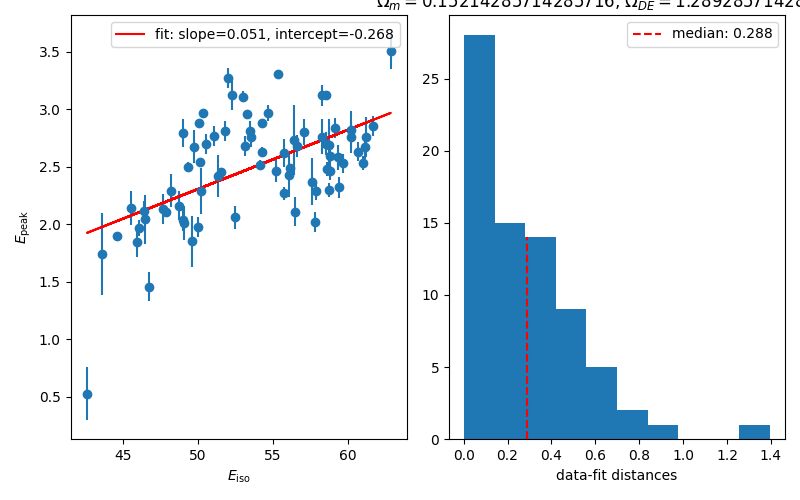 Ω_m = 0.15214285714285716, Ω_DE = 1.289285714285
fit: slope=0.051, intercept=-0.268
median: 0.288
3.5
3.0
2.5
2.0
1.5
1.0
0.5
E_peak
45 50 55 60
E_iso
25
20
15
10
5
0
0.0 0.2 0.4 0.6 0.8 1.0 1.2 1.4
data-fit distances